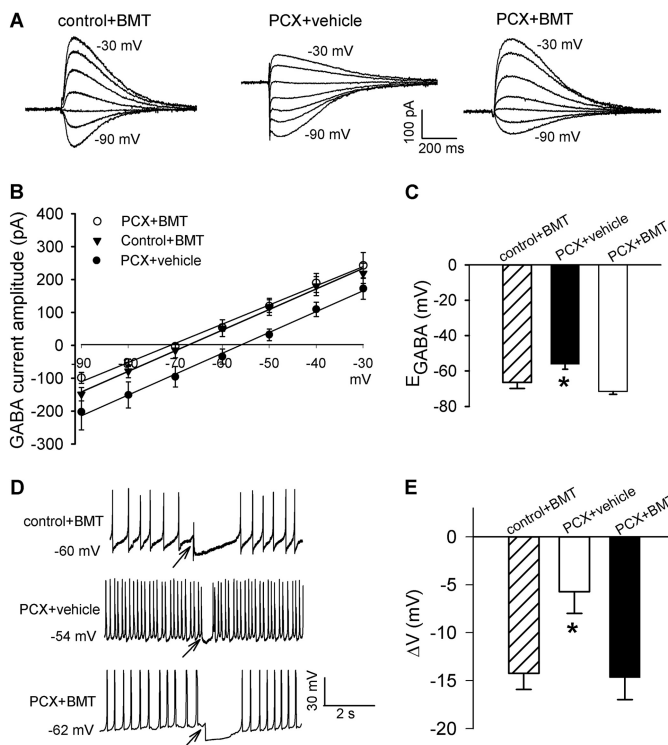 A
control+BMT
PCX+vehicle
PCX+BMT
-30 mV
-30 mV
-30 mV
-90 mV
-90 mV
-90 mV
100 pA
200 ms
B
GABA current amplitude (pA)
400
300
200
100
0
-100
-200
-300
PCX+BMT
Control+BMT
PCX+vehicle
-90 -80 -70 -60 -50 -40 -30
mV
C
control+BMT
PCX+vehicle
PCX+BMT
EGABA (mV)
0
-20
-40
-60
-80
*
D
control+BMT
-60 mV
PCX+vehicle
-54 mV
PCX+BMT
-62 mV
30 mV
2 s
E
control+BMT
PCX+vehicle
PCX+BMT
ΔV (mV)
0
-5
-10
-15
-20
*